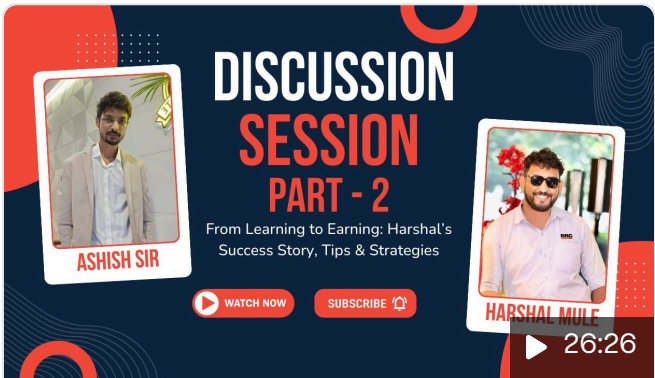 DISCUSSION
SESSION
PART - 2
From Learning to Earning: Harshal's
Success Story, Tips & Strategies
ASHISH SIR
WATCH NOW
SUBSCRIBE
HARSHAL MULE
26:26